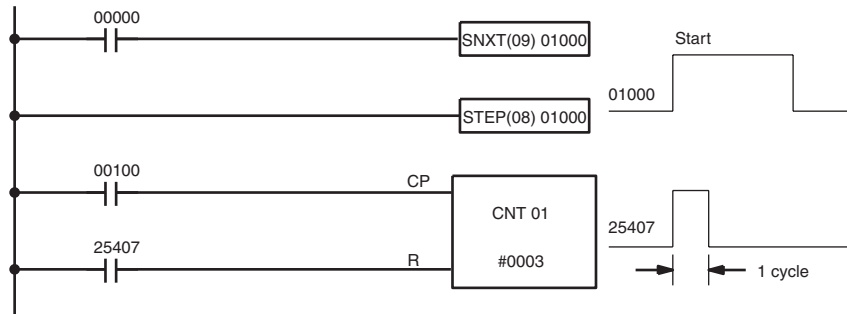 00000
SNXT(09) 01000
Start
01000
STEP(08) 01000
00100
CP
CNT 01
25407
25407
R
#0003
1 cycle